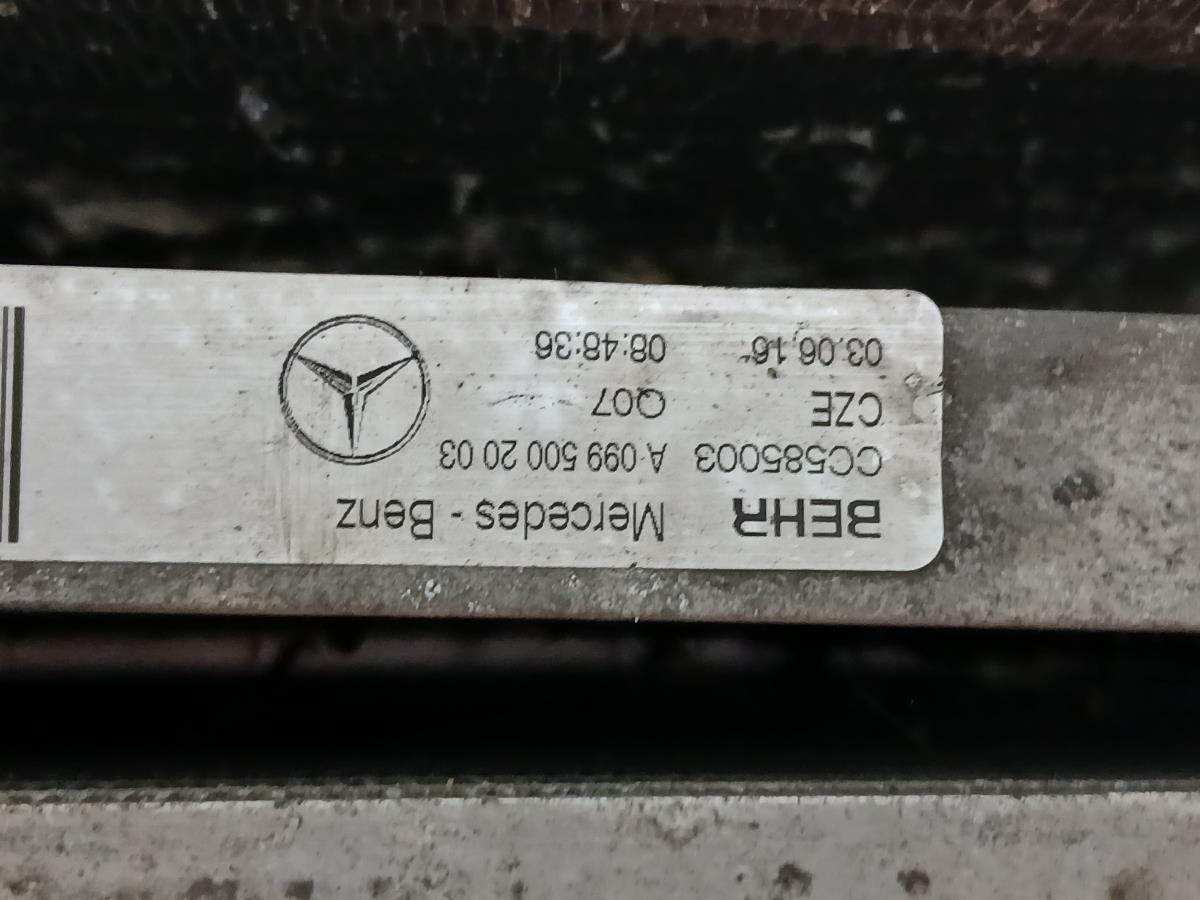 BEHR Mercedes - Benz
CC585003 A 099 500 20 03
CZE Q07
03.06.16 08:48:36